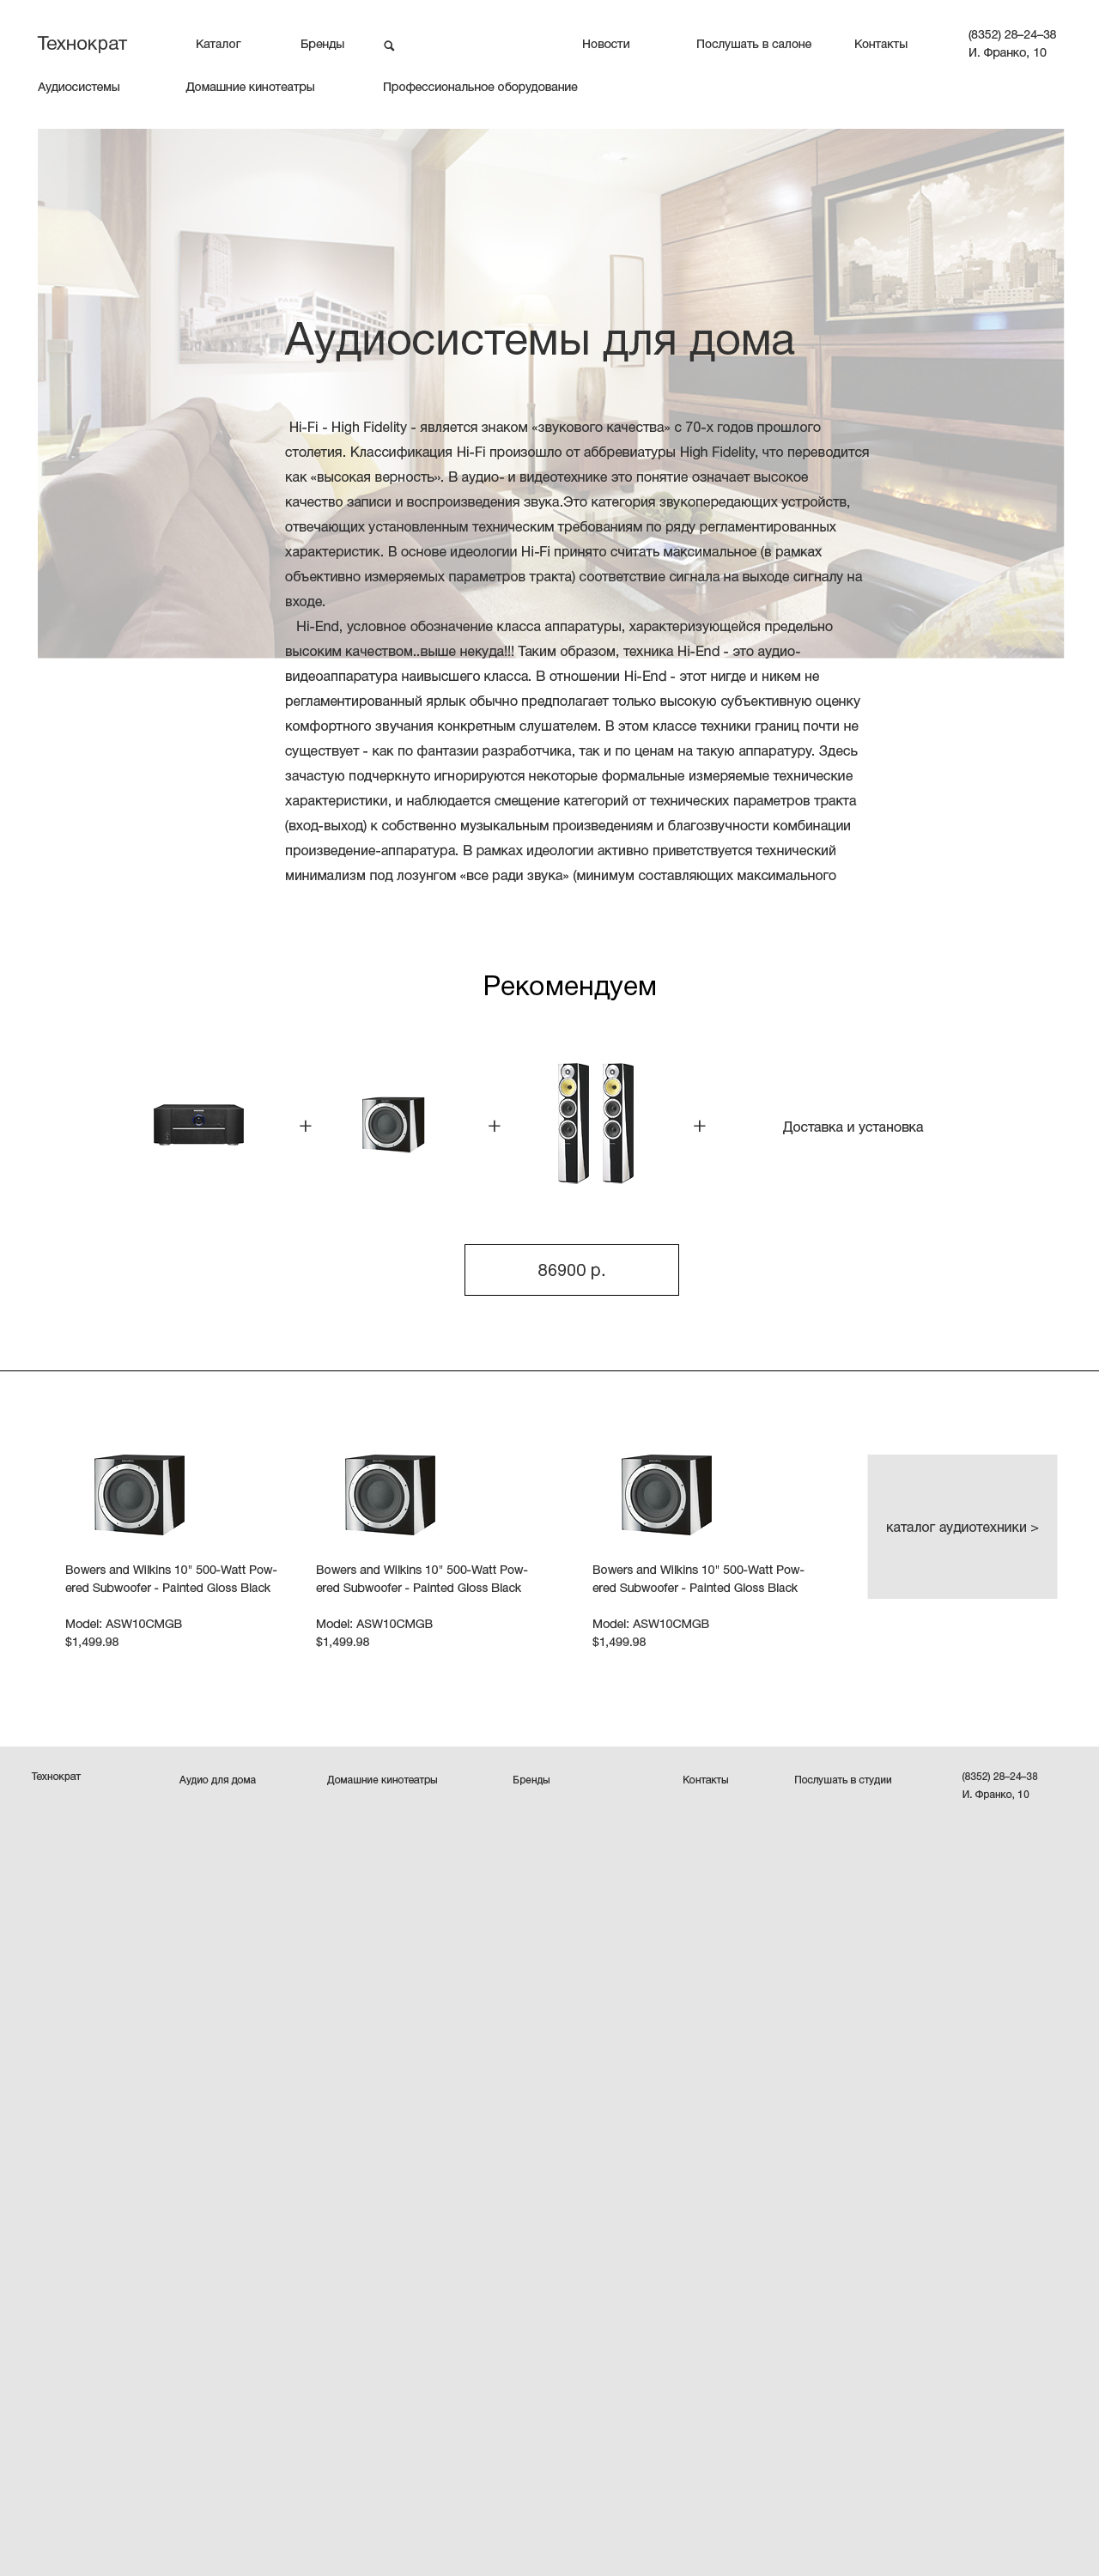 Технократ
Каталог
Бренды
Новости
Послушать в салоне
Контакты
(8352) 28–24–38
И. Франко, 10
Аудиосистемы
Домашние кинотеатры
Профессиональное оборудование
Аудиосистемы для дома
Hi-Fi - High Fidelity - является знаком «звукового качества» с 70-х годов прошлого
столетия. Классификация Hi-Fi произошло от аббревиатуры High Fidelity, что переводится
как «высокая верность». В аудио- и видеотехнике это понятие означает высокое
качество записи и воспроизведения звука.Это категория звукопередающих устройств,
отвечающих установленным техническим требованиям по ряду регламентированных
характеристик. В основе идеологии Hi-Fi принято считать максимальное (в рамках
объективно измеряемых параметров тракта) соответствие сигнала на выходе сигналу на
входе.
Hi-End, условное обозначение класса аппаратуры, характеризующейся предельно
высоким качеством..выше некуда!!! Таким образом, техника Hi-End - это аудио-
видеоаппаратура наивысшего класса. В отношении Hi-End - этот нигде и никем не
регламентированный ярлык обычно предполагает только высокую субъективную оценку
комфортного звучания конкретным слушателем. В этом классе техники границ почти не
существует - как по фантазии разработчика, так и по ценам на такую аппаратуру. Здесь
зачастую подчеркнуто игнорируются некоторые формальные измеряемые технические
характеристики, и наблюдается смещение категорий от технических параметров тракта
(вход-выход) к собственно музыкальным произведениям и благозвучности комбинации
произведение-аппаратура. В рамках идеологии активно приветствуется технический
минимализм под лозунгом «все ради звука» (минимум составляющих максимального
Рекомендуем
+
+
+
Доставка и установка
86900 р.
Bowers and Wilkins 10" 500-Watt Pow-
ered Subwoofer - Painted Gloss Black
Model: ASW10CMGB
$1,499.98
Bowers and Wilkins 10" 500-Watt Pow-
ered Subwoofer - Painted Gloss Black
Model: ASW10CMGB
$1,499.98
Bowers and Wilkins 10" 500-Watt Pow-
ered Subwoofer - Painted Gloss Black
Model: ASW10CMGB
$1,499.98
каталог аудиотехники >
Технократ
Аудио для дома
Домашние кинотеатры
Бренды
Контакты
Послушать в студии
(8352) 28–24–38
И. Франко, 10